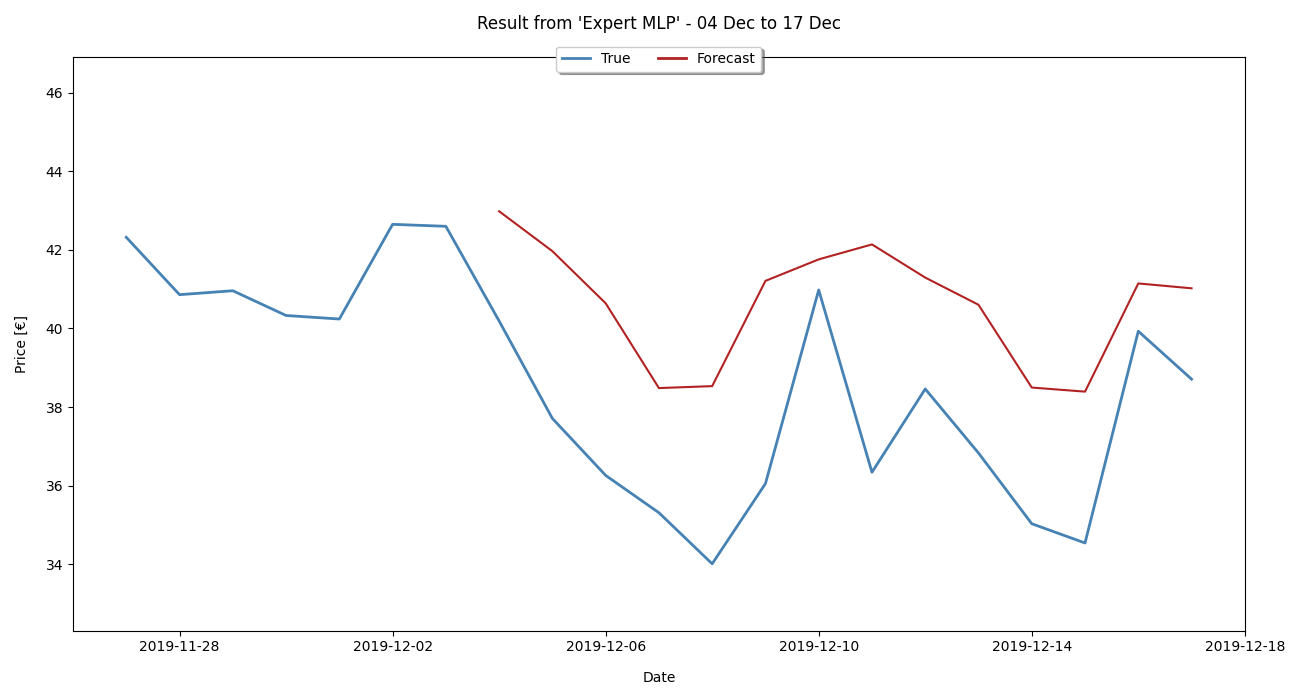 Result from 'Expert MLP' - 04 Dec to 17 Dec
True Forecast
46
44
42
40
38
36
34
Price [€]
2019-11-28 2019-12-02 2019-12-06 2019-12-10 2019-12-14 2019-12-18
Date